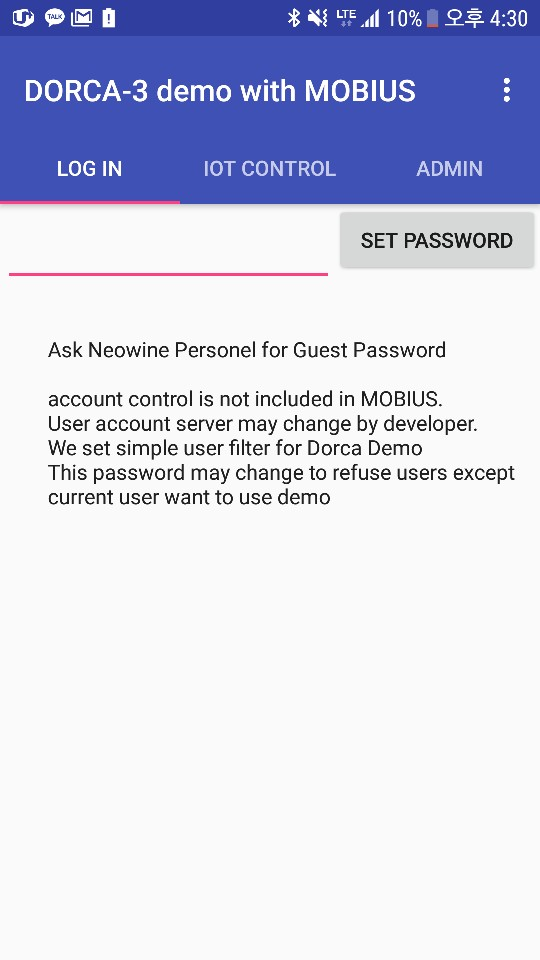 TALK
LTE
10%
오후 4:30
DORCA-3 demo with MOBIUS
LOG IN
IOT CONTROL
ADMIN
SET PASSWORD
Ask Neowine Personel for Guest Password
account control is not included in MOBIUS.
User account server may change by developer.
We set simple user filter for Dorca Demo
This password may change to refuse users except
current user want to use demo